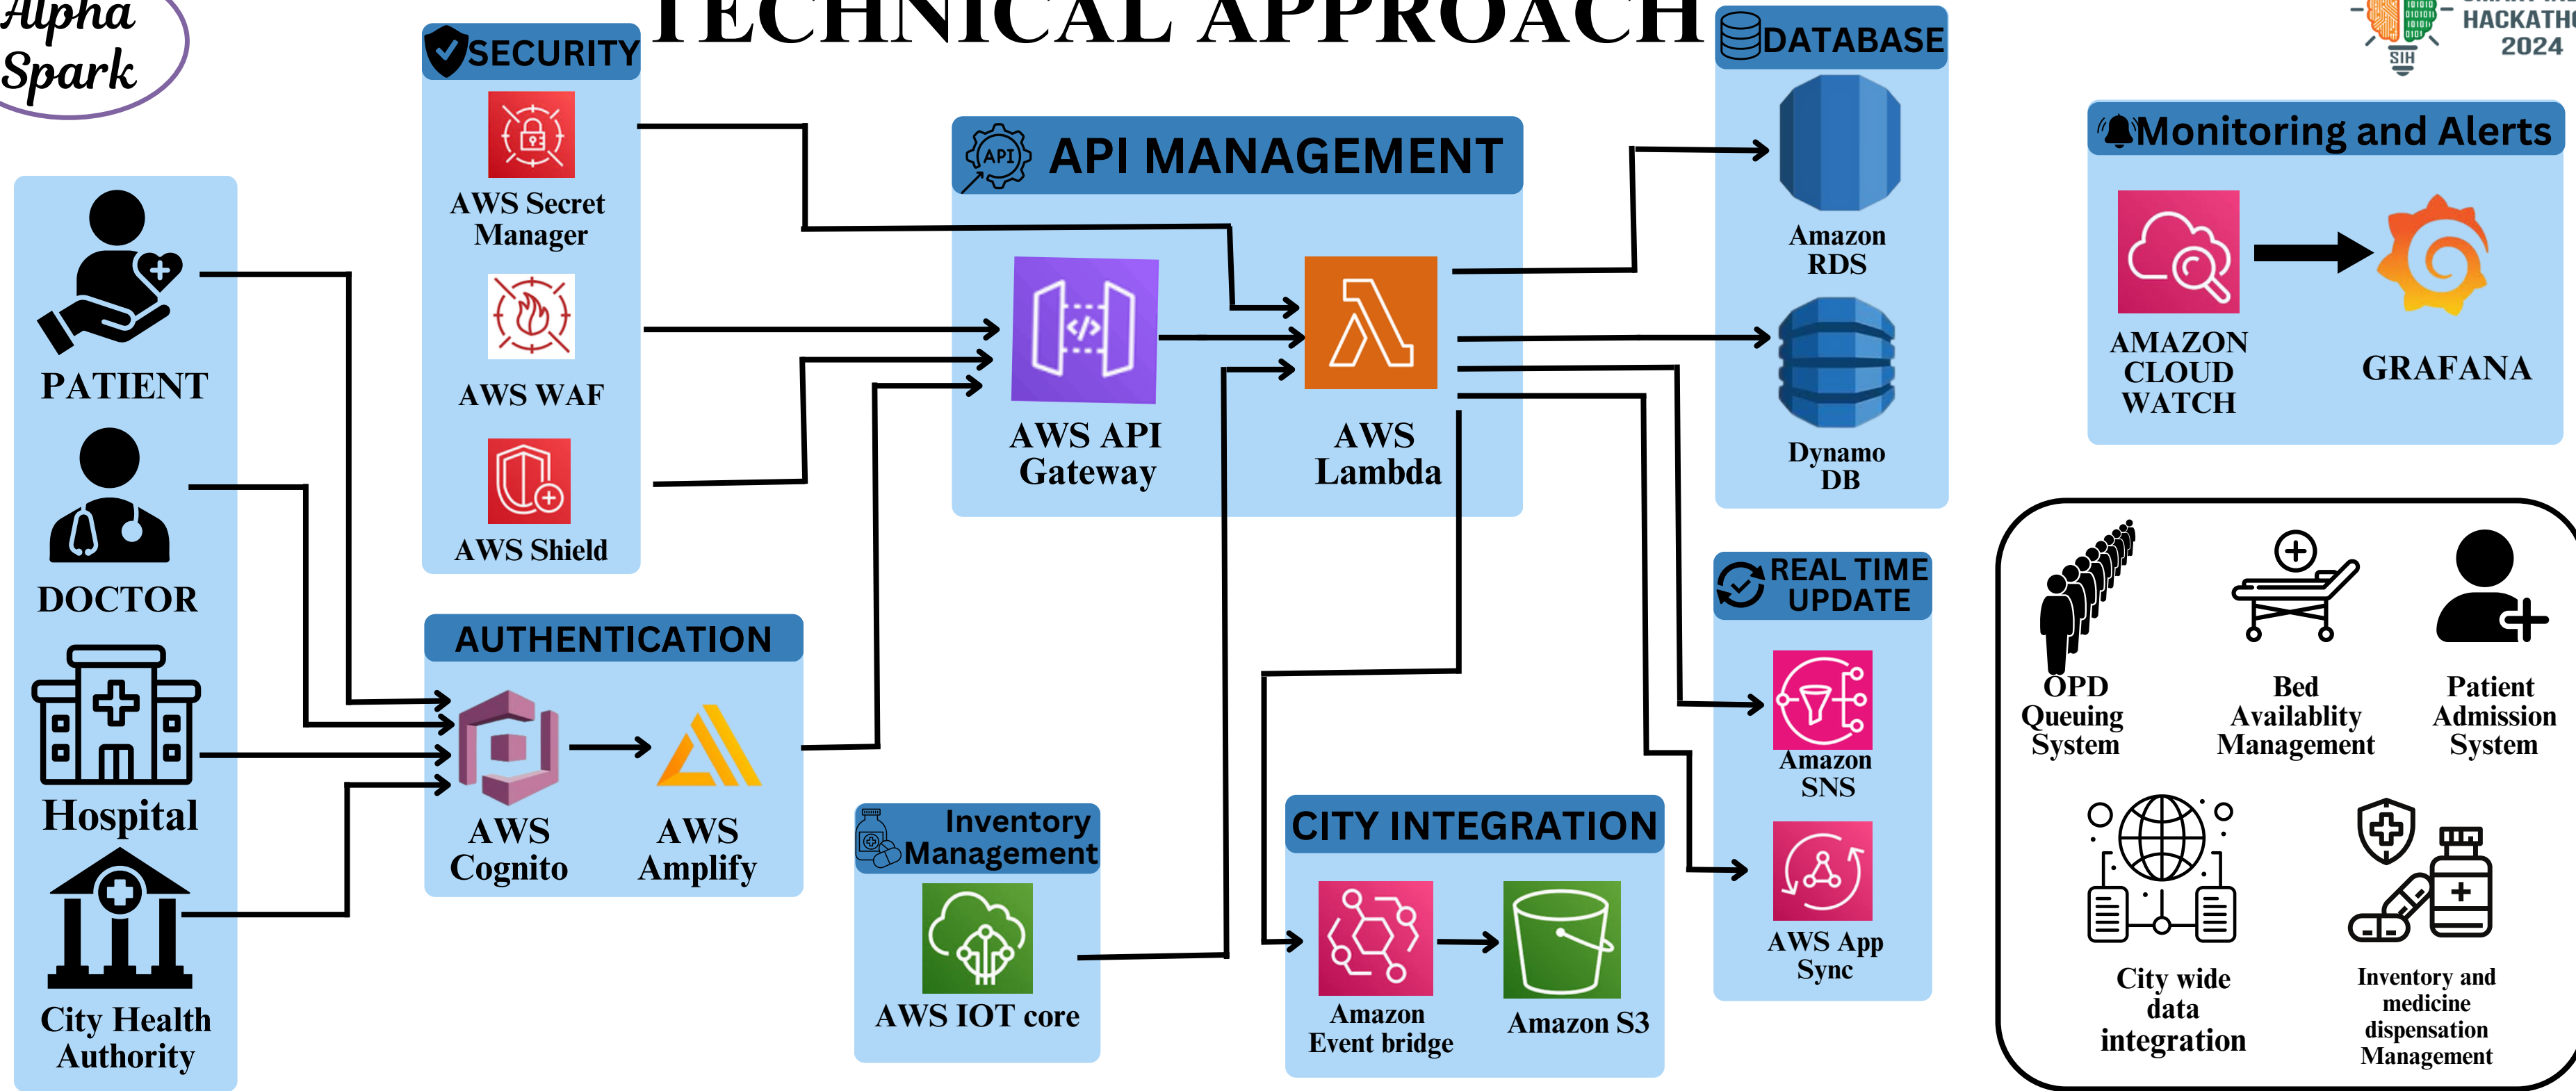 Alpha
Spark
TECHNICAL APPROACH
HACKATHO
2024
SIH
PATIENT
DOCTOR
Hospital
City Health
Authority
SECURITY
AWS Secret
Manager
AWS WAF
AWS Shield
AUTHENTICATION
AWS
Cognito
AWS
Amplify
API
API MANAGEMENT
</>
AWS API
Gateway
AWS
Lambda
Inventory
Management
AWS IOT core
CITY INTEGRATION
Amazon
Event bridge
Amazon S3
DATABASE
Amazon
RDS
Dynamo
DB
REAL TIME
UPDATE
Amazon
SNS
AWS App
Sync
Monitoring and Alerts
AMAZON
CLOUD
WATCH
GRAFANA
OPD
Queuing
System
Bed
Availablity
Management
Patient
Admission
System
City wide
data
integration
Inventory and
medicine
dispensation
Management